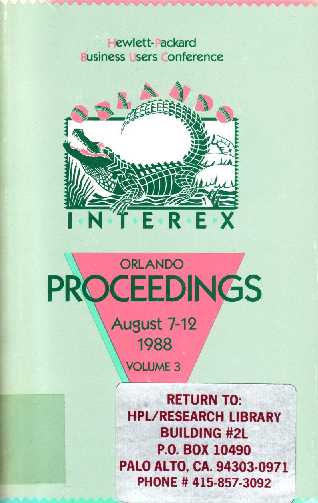 Hewlett-Packard
Business Users Conference
ORLANDO
I·N·T·E·R·E·X
ORLANDO
PROCEEDINGS
August 7-12
1988
VOLUME 3
RETURN TO:
HPL/RESEARCH LIBRARY
BUILDING #2L
P.O. BOX 10490
PALO ALTO, CA. 94303-0971
PHONE # 415-857-3092